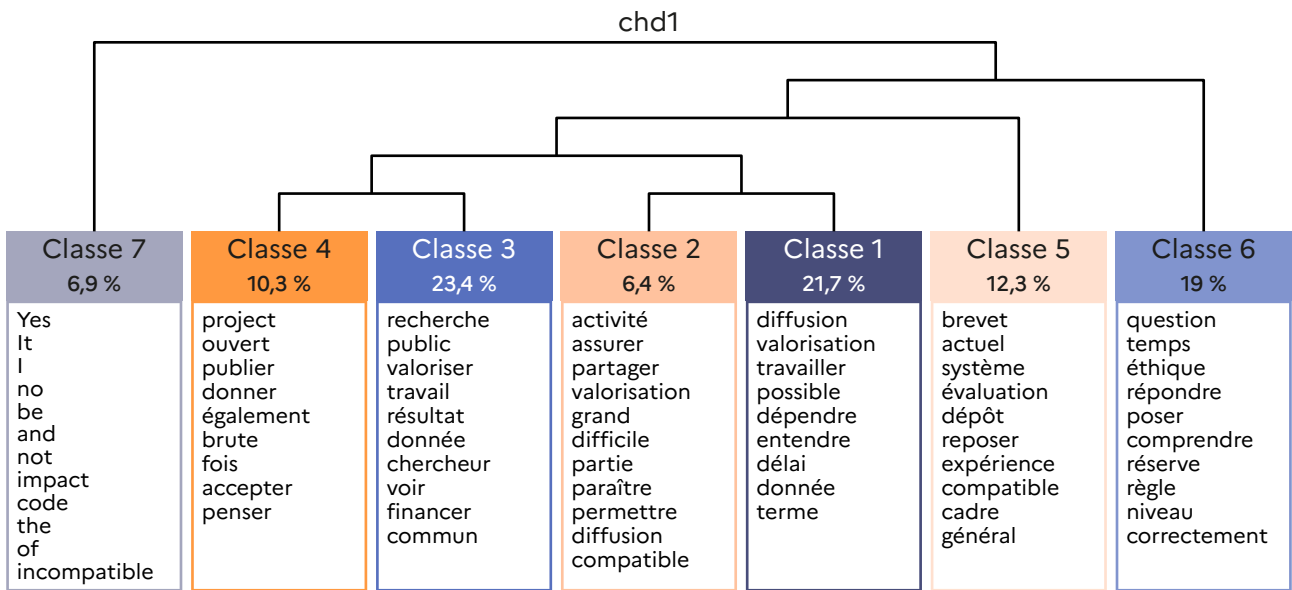 chd1
Classe 7
6,9 %
Yes
It
I
no
be
and
not
impact
code
the
of
incompatible
Classe 4
10,3 %
project
ouvert
publier
donner
également
brute
fois
accepter
penser
Classe 3
23,4 %
recherche
public
valoriser
travail
résultat
donnée
chercheur
voir
financer
commun
Classe 2
6,4 %
activité
assurer
partager
valorisation
grand
difficile
partie
paraître
permettre
diffusion
compatible
Classe 1
21,7 %
diffusion
valorisation
travailler
possible
dépendre
entendre
délai
donnée
terme
Classe 5
12,3 %
brevet
actuel
système
évaluation
dépôt
reposer
expérience
compatible
cadre
général
Classe 6
19 %
question
temps
éthique
répondre
poser
comprendre
réserve
règle
niveau
correctement